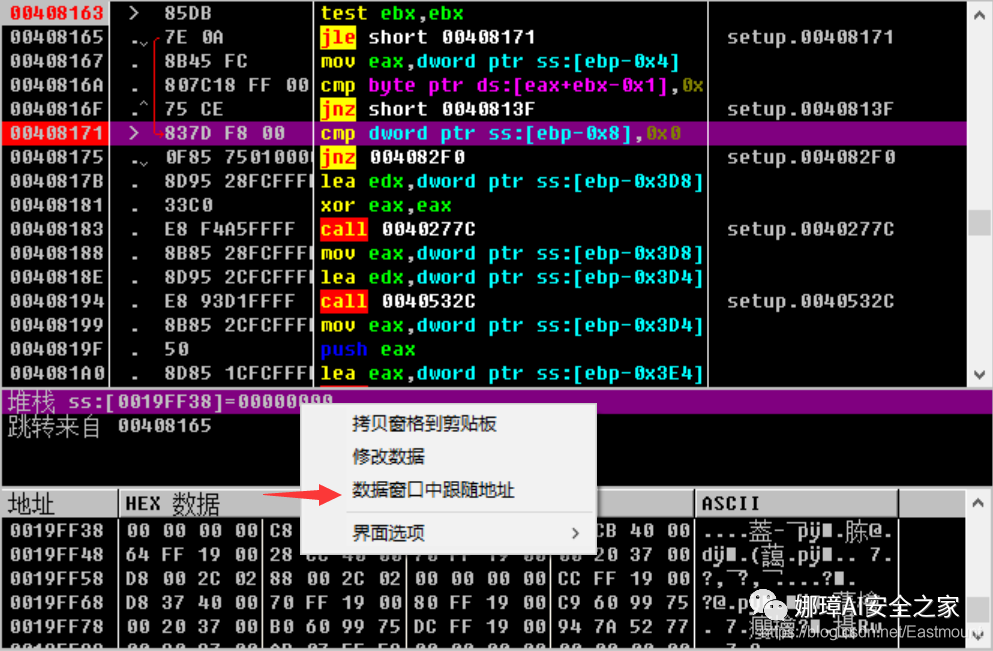 00408163 > 85DB test ebx,ebx
00408165 . 7E 0A jle short 00408171 setup.00408171
00408167 . 8B45 FC mov eax,dword ptr ss:[ebp-0x4]
0040816A . 807C18 FF 00 cmp byte ptr ds:[eax+ebx-0x1],0x
0040816F . 75 CE jnz short 0040813F setup.0040813F
00408171 > 837D F8 00 cmp dword ptr ss:[ebp-0x8],0x0
00408175 . 0F85 75010000 jnz 004082F0 setup.004082F0
0040817B . 8D95 28FCFFFF lea edx,dword ptr ss:[ebp-0x3D8]
00408181 . 33C0 xor eax,eax
00408183 . E8 F4A5FFFF call 0040277C setup.0040277C
00408188 . 8B85 28FCFFFF mov eax,dword ptr ss:[ebp-0x3D8]
0040818E . 8D95 2CFCFFFF lea edx,dword ptr ss:[ebp-0x3D4]
00408194 . E8 93D1FFFF call 0040532C setup.0040532C
00408199 . 8B85 2CFCFFFF mov eax,dword ptr ss:[ebp-0x3D4]
0040819F . 50 push eax
004081A0 . 8D85 1CFCFFFF lea eax,dword ptr ss:[ebp-0x3E4]
堆栈 ss:[0019FF38]=00000000
跳转来自 00408165
拷贝窗格到剪贴板
修改数据
数据窗口中跟随地址
界面选项
地址 HEX 数据 ASCII
0019FF38 00 00 00 00 C8 CB 40 00
0019FF48 64 FF 19 00 28 00 20 37 00
0019FF58 D8 00 2C 02 88 00 2C 02 00 00 00 00 CC FF 19 00
0019FF68 D8 37 40 00 70 FF 19 00 80 FF 19 00 C9 60 99 75
0019FF78 00 20 37 00 B0 60 99 75 DC FF 19 00 94 7A 52 77
娜璋AI安全之家
https://blog.csdn.net/Eastmou